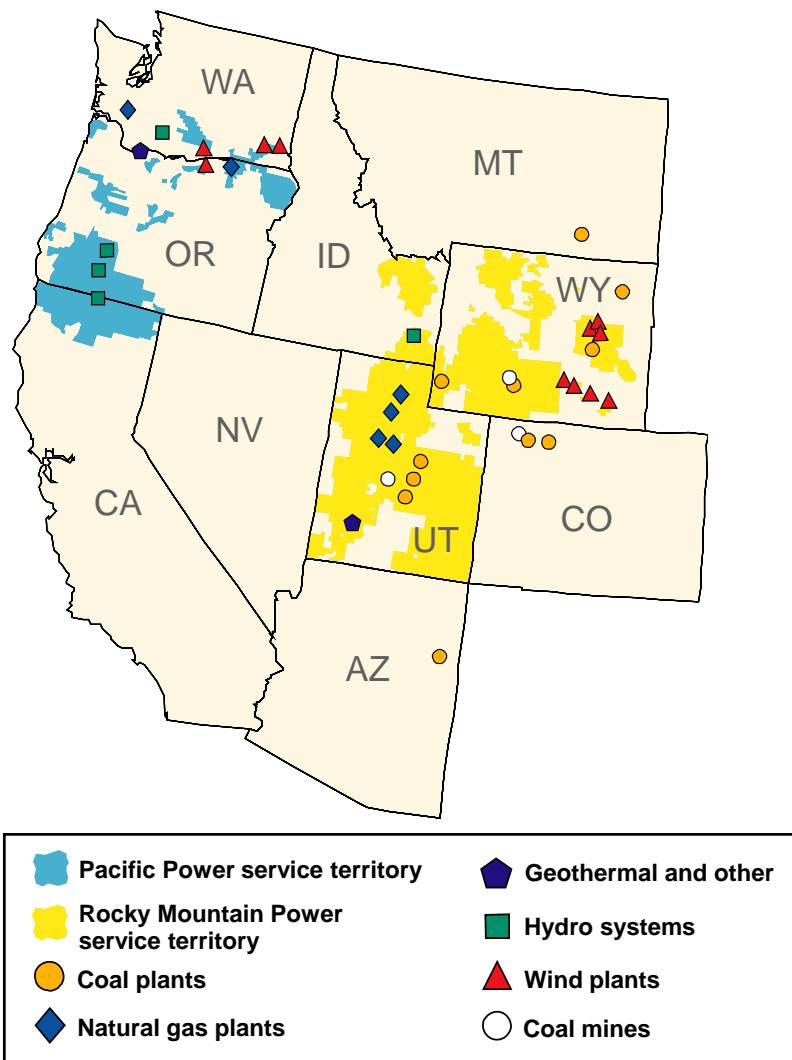 WA
MT
OR
ID
WY
NV
CA
UT
CO
AZ
Pacific Power service territory
Rocky Mountain Power
service territory
Coal plants
Natural gas plants
Geothermal and other
Hydro systems
Wind plants
Coal mines